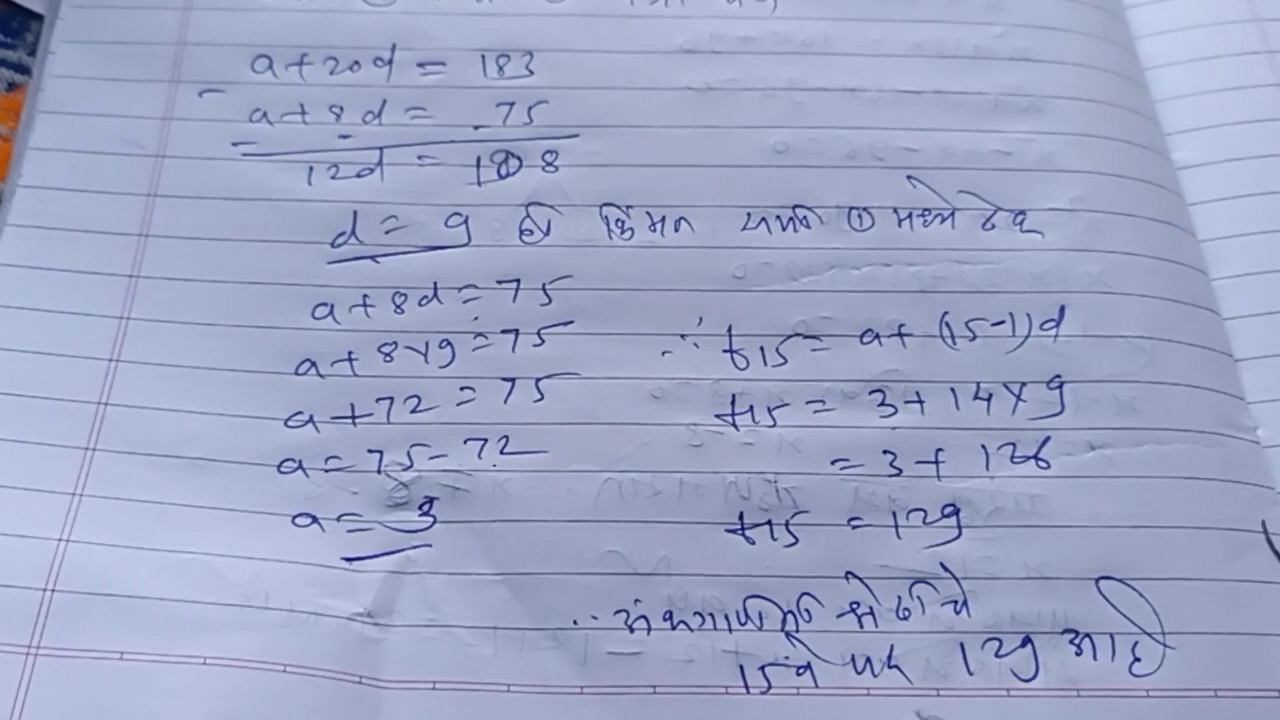 a + 20d = 183
- a + 8d = 75
- - -
12d = 108
d = 9 ही किंमत समी ① मध्ये ठेवू
a + 8d = 75
a + 8×9 = 75
a + 72 = 75
a = 75 - 72
a = 3
∴ t15 = a + (15-1)d
t15 = 3 + 14 × 9
= 3 + 126
t15 = 129
∴ अंकगणिती श्रेढीचे
15वे पद 129 आहे